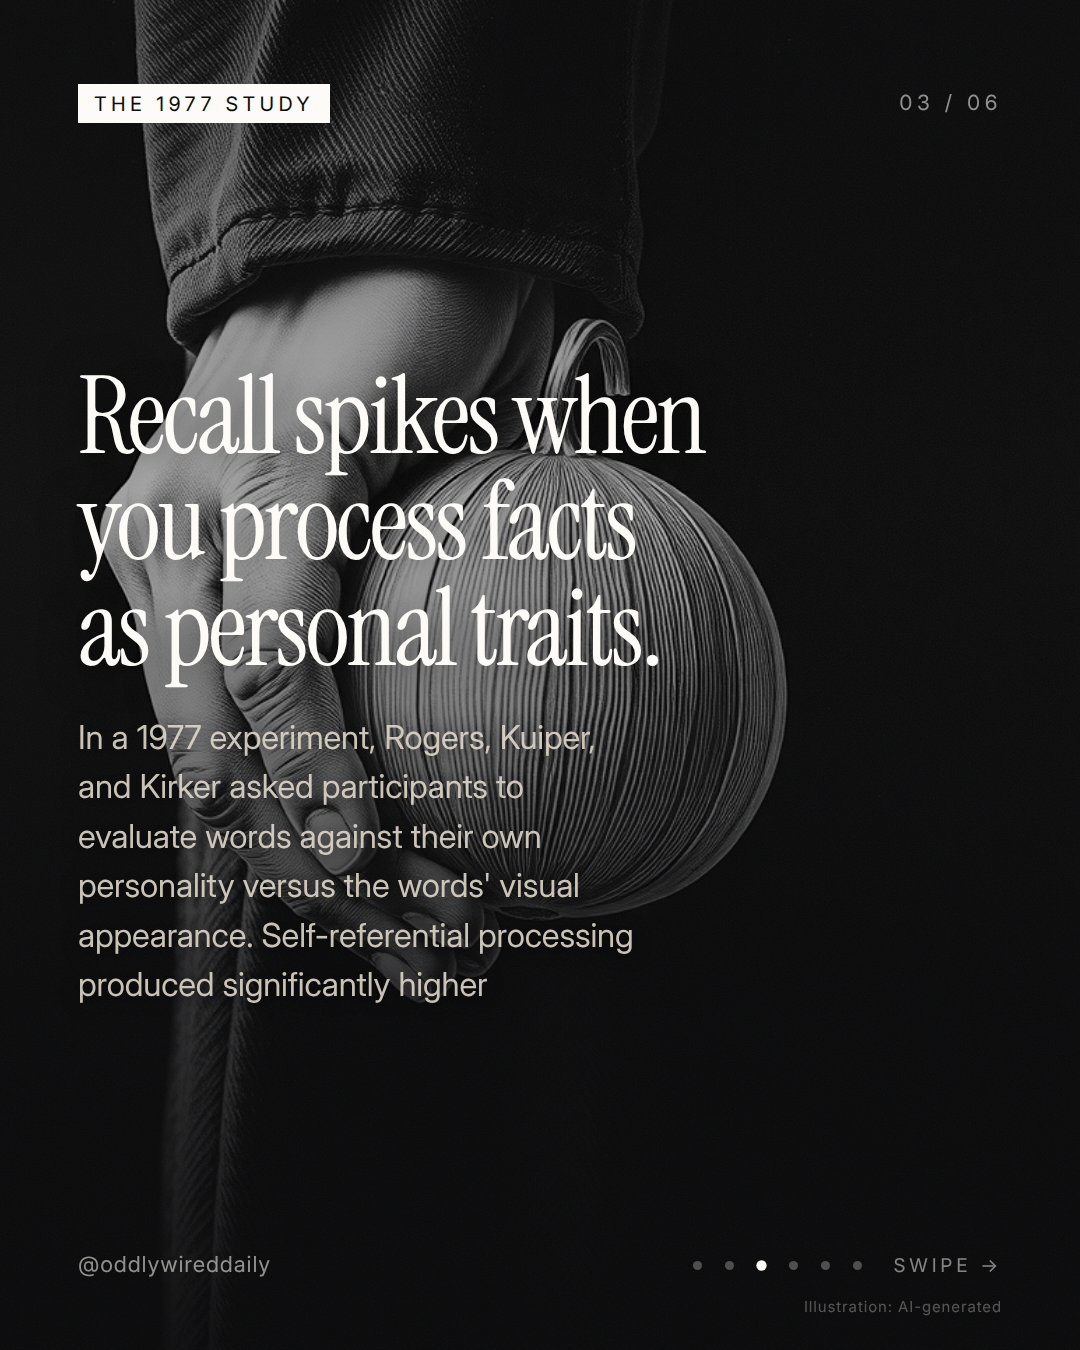 THE 1977 STUDY
03 / 06
Recall spikes when
you process facts
as personal traits.
In a 1977 experiment, Rogers, Kuiper,
and Kirker asked participants to
evaluate words against their own
personality versus the words' visual
appearance. Self-referential processing
produced significantly higher
@oddlywireddaily
SWIPE →
Illustration: AI-generated